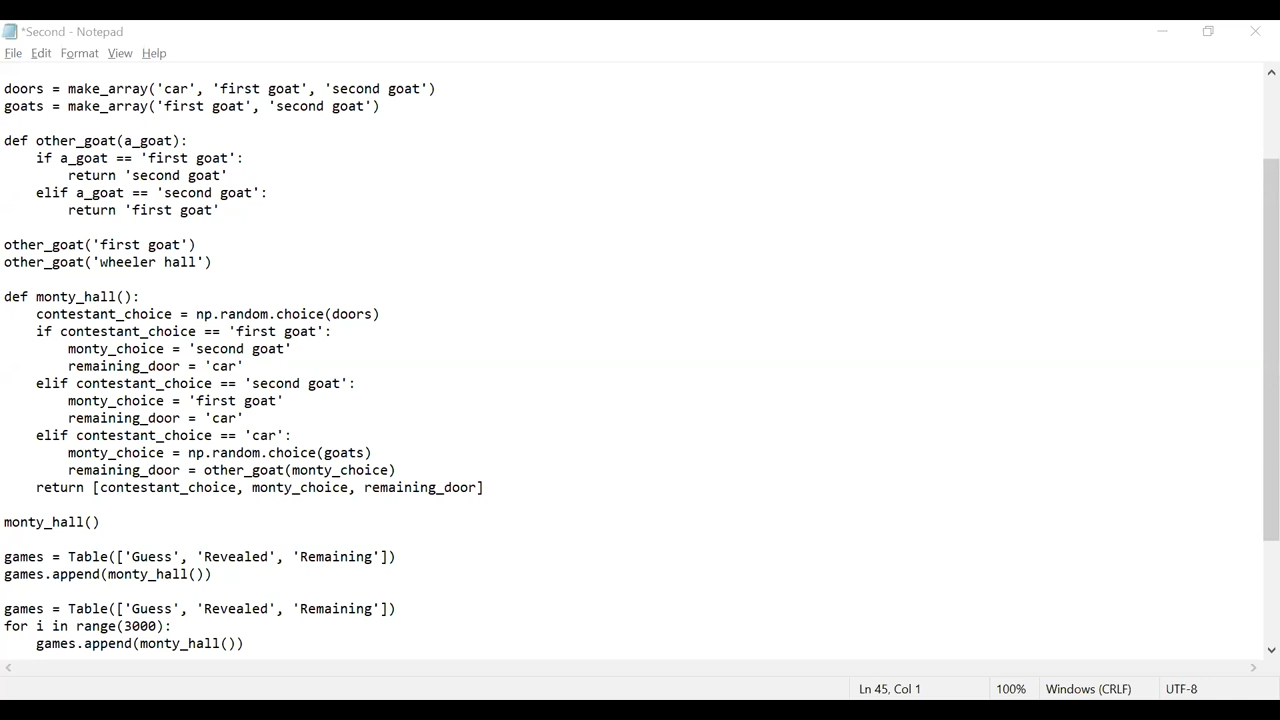 *Second - Notepad
File Edit Format View Help
doors = make_array('car', 'first goat', 'second goat')
goats = make_array('first goat', 'second goat')
def other_goat(a_goat):
    if a_goat == 'first goat':
        return 'second goat'
    elif a_goat == 'second goat':
        return 'first goat'
other_goat('first goat')
other_goat('wheeler hall')
def monty_hall():
    contestant_choice = np.random.choice(doors)
    if contestant_choice == 'first goat':
        monty_choice = 'second goat'
        remaining_door = 'car'
    elif contestant_choice == 'second goat':
        monty_choice = 'first goat'
        remaining_door = 'car'
    elif contestant_choice == 'car':
        monty_choice = np.random.choice(goats)
        remaining_door = other_goat(monty_choice)
    return [contestant_choice, monty_choice, remaining_door]
monty_hall()
games = Table(['Guess', 'Revealed', 'Remaining'])
games.append(monty_hall())
games = Table(['Guess', 'Revealed', 'Remaining'])
for i in range(3000):
    games.append(monty_hall())
Ln 45, Col 1 100% Windows (CRLF) UTF-8